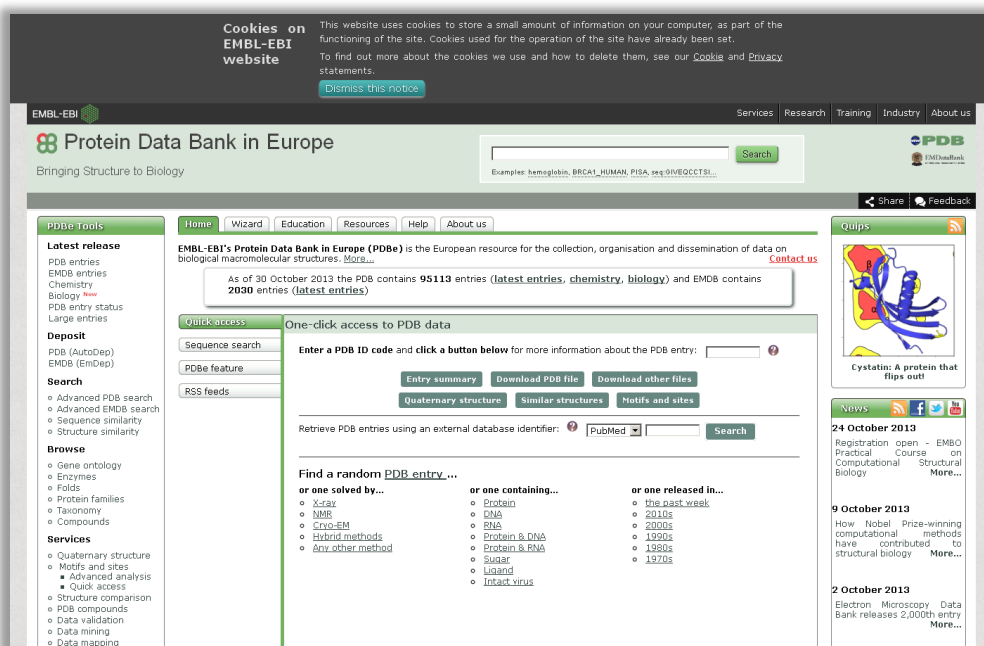 Cookies on
EMBL-EBI
website
This website uses cookies to store a small amount of information on your computer, as part of the
functioning of the site. Cookies used for the operation of the site have already been set.
To find out more about the cookies we use and how to delete them, see our Cookie and Privacy
statements.
Dismiss this notice
EMBL-EBI
Services Research Training Industry About us
Protein Data Bank in Europe
Bringing Structure to Biology
Search
Examples: hemoglobin, BRCA1_HUMAN, PISA, seq:GIVEQCCTSI...
PDB
EMDataBank
Share Feedback
PDBe Tools
Latest release
PDB entries
EMDB entries
Chemistry
Biology New
PDB entry status
Large entries
Deposit
PDB (AutoDep)
EMDB (EmDep)
Search
Advanced PDB search
Advanced EMDB search
Sequence similarity
Structure similarity
Browse
Gene ontology
Enzymes
Folds
Protein families
Taxonomy
Compounds
Services
Quaternary structure
Motifs and sites
Advanced analysis
Quick access
Structure comparison
PDB compounds
Data validation
Data mining
Data mapping
Home Wizard Education Resources Help About us
EMBL-EBI's Protein Data Bank in Europe (PDBe) is the European resource for the collection, organisation and dissemination of data on
biological macromolecular structures. More...
Contact us
As of 30 October 2013 the PDB contains 95113 entries (latest entries, chemistry, biology) and EMDB contains
2030 entries (latest entries)
Quick access
Sequence search
PDBe feature
RSS feeds
One-click access to PDB data
Enter a PDB ID code and click a button below for more information about the PDB entry: ?
Entry summary Download PDB file Download other files
Quaternary structure Similar structures Motifs and sites
Retrieve PDB entries using an external database identifier: ? PubMed Search
Find a random PDB entry ...
or one solved by...
X-ray
NMR
Cryo-EM
Hybrid methods
Any other method
or one containing...
Protein
DNA
RNA
Protein & DNA
Protein & RNA
Sugar
Ligand
Intact virus
or one released in...
the past week
2010s
2000s
1990s
1980s
1970s
Quips
Cystatin: A protein that
flips out!
News
You
Tube
24 October 2013
Registration open - EMBO
Practical Course on
Computational Structural
Biology More...
9 October 2013
How Nobel Prize-winning
computational methods
have contributed to
structural biology More...
2 October 2013
Electron Microscopy Data
Bank releases 2,000th entry
More...